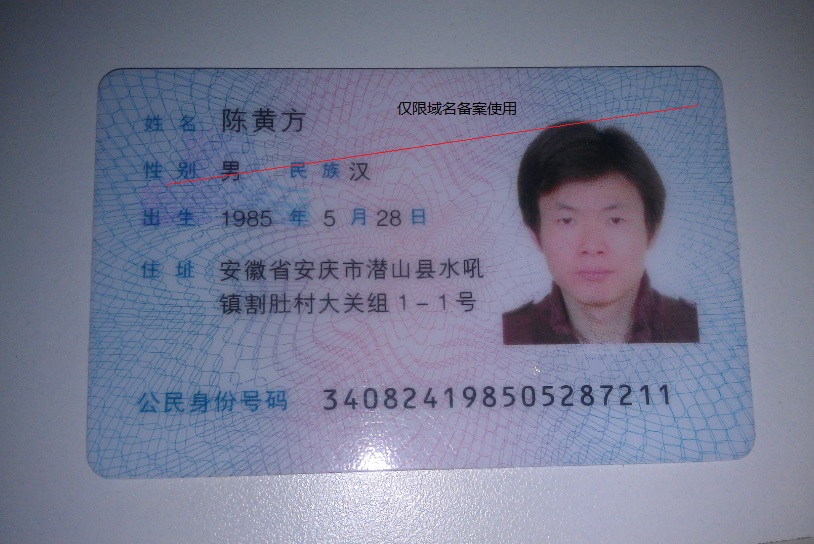 仅限域名备案使用
姓名 陈黄方
性别 男 民族 汉
出生 1985 年 5 月 28 日
住址 安徽省安庆市潜山县水吼
镇割肚村大关组 1-1 号
公民身份号码 340824198505287211